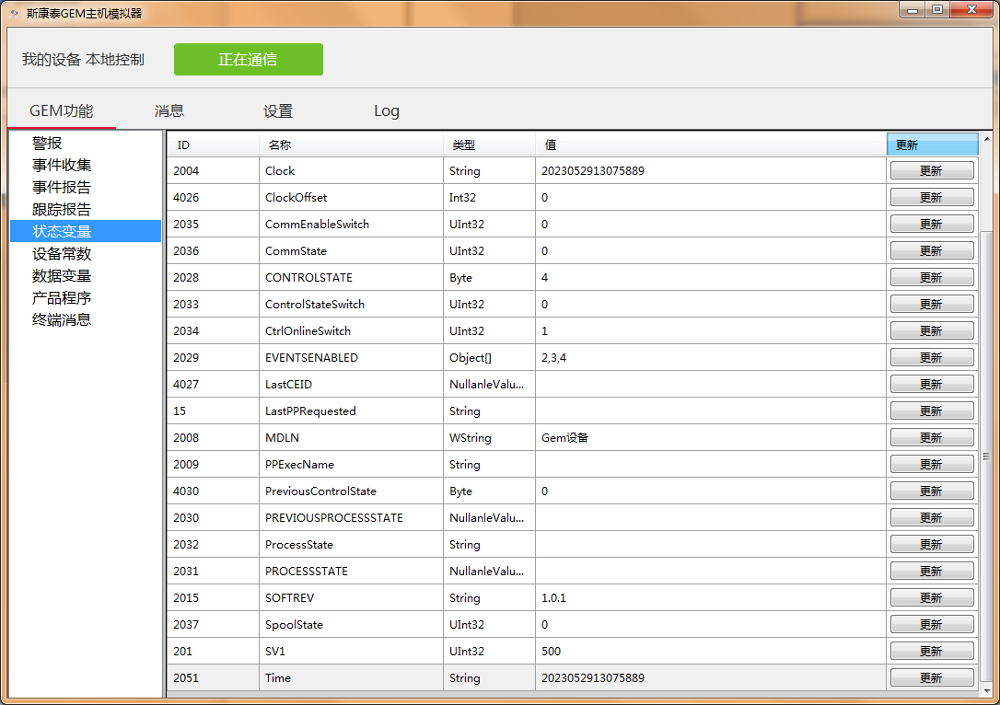 斯康泰GEM主机模拟器
我的设备 本地控制 正在通信
GEM功能 消息 设置 Log
警报
事件收集
事件报告
跟踪报告
状态变量
设备常数
数据变量
产品程序
终端消息
ID 名称 类型 值 更新
2004 Clock String 2023052913075889 更新
4026 ClockOffset Int32 0 更新
2035 CommEnableSwitch UInt32 0 更新
2036 CommState UInt32 0 更新
2028 CONTROLSTATE Byte 4 更新
2033 ControlStateSwitch UInt32 0 更新
2034 CtrlOnlineSwitch UInt32 1 更新
2029 EVENTSENABLED Object[] 2,3,4 更新
4027 LastCEID NullanleValu... 更新
15 LastPPRequested String 更新
2008 MDLN WString Gem设备 更新
2009 PPExecName String 更新
4030 PreviousControlState Byte 0 更新
2030 PREVIOUSPROCESSSTATE NullanleValu... 更新
2032 ProcessState String 更新
2031 PROCESSSTATE NullanleValu... 更新
2015 SOFTREV String 1.0.1 更新
2037 SpoolState UInt32 0 更新
201 SV1 UInt32 500 更新
2051 Time String 2023052913075889 更新